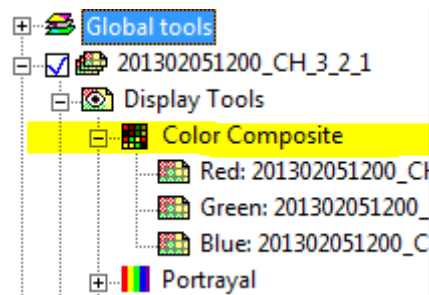 Global tools
201302051200_CH_3_2_1
Display Tools
Color Composite
Red: 201302051200_CH
Green: 201302051200_
Blue: 201302051200_C
Portrayal